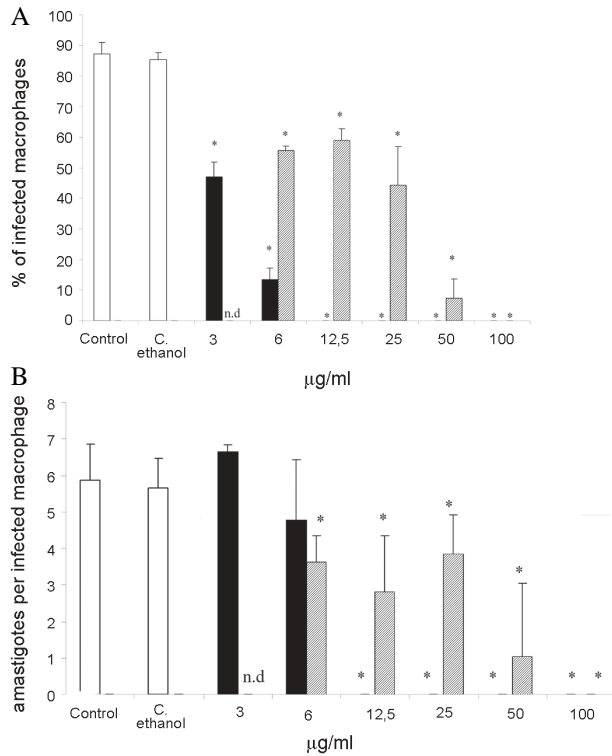 A
% of infected macrophages
100
90
80
70
60
50
40
30
20
10
0
* * * * * *
n.d
* * * * *
Control C. ethanol 3 6 12,5 25 50 100
µg/ml
B
amastigotes per infected macrophage
8
7
6
5
4
3
2
1
0
* * * *
n.d
* * * * *
Control C. ethanol 3 6 12,5 25 50 100
µg/ml